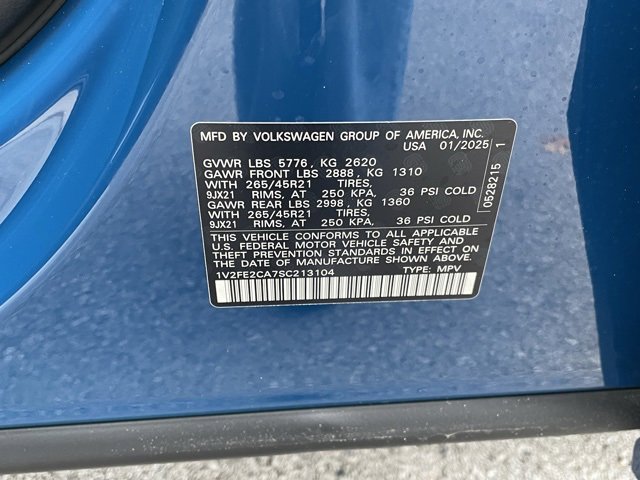 MFD BY VOLKSWAGEN GROUP OF AMERICA, INC.
USA 01/2025
GVWR LBS 5776 , KG 2620
GAWR FRONT LBS 2888 , KG 1310
WITH 265/45R21 TIRES,
9JX21 RIMS, AT 250 KPA, 36 PSI COLD
GAWR REAR LBS 2998 , KG 1360
WITH 265/45R21 TIRES,
9JX21 RIMS, AT 250 KPA, 36 PSI COLD
THIS VEHICLE CONFORMS TO ALL APPLICABLE
U.S. FEDERAL MOTOR VEHICLE SAFETY AND
THEFT PREVENTION STANDARDS IN EFFECT ON
THE DATE OF MANUFACTURE SHOWN ABOVE.
1V2FE2CA7SC213104 TYPE: MPV
0528215 1